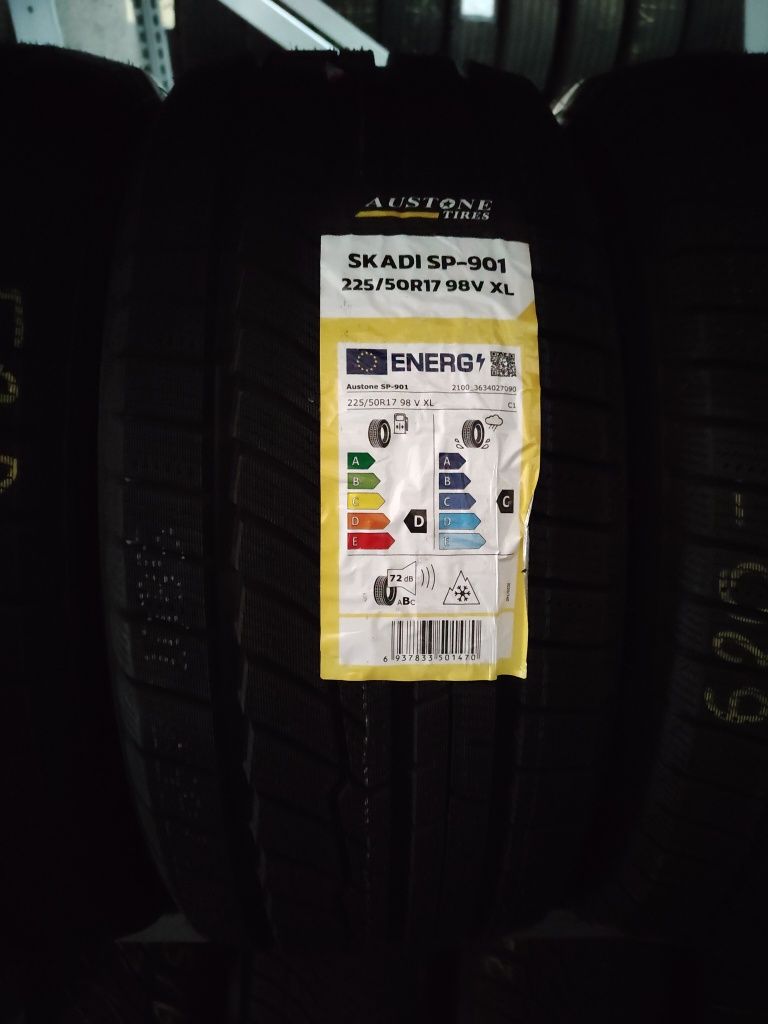 AUSTONE
TIRES
SKADI SP-901
225/50R17 98V XL
ENERG
Austone SP-901
2100_3634027090
225/50R17 98 V XL
C1
A
B
C
D
E
D
A
B
C
D
E
C
72 dB
ABC
6 937833 501470